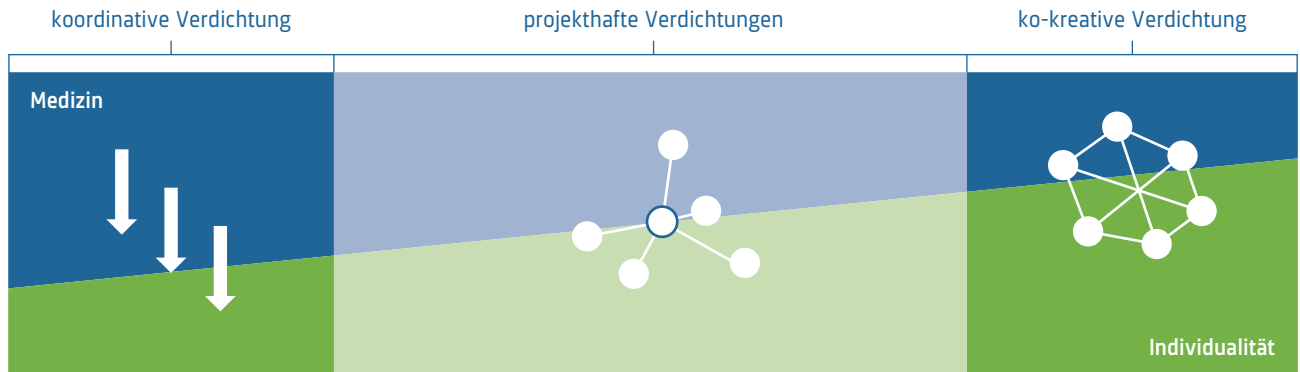 koordinative Verdichtung
projekthafte Verdichtungen
ko-kreative Verdichtung
Medizin
Individualität